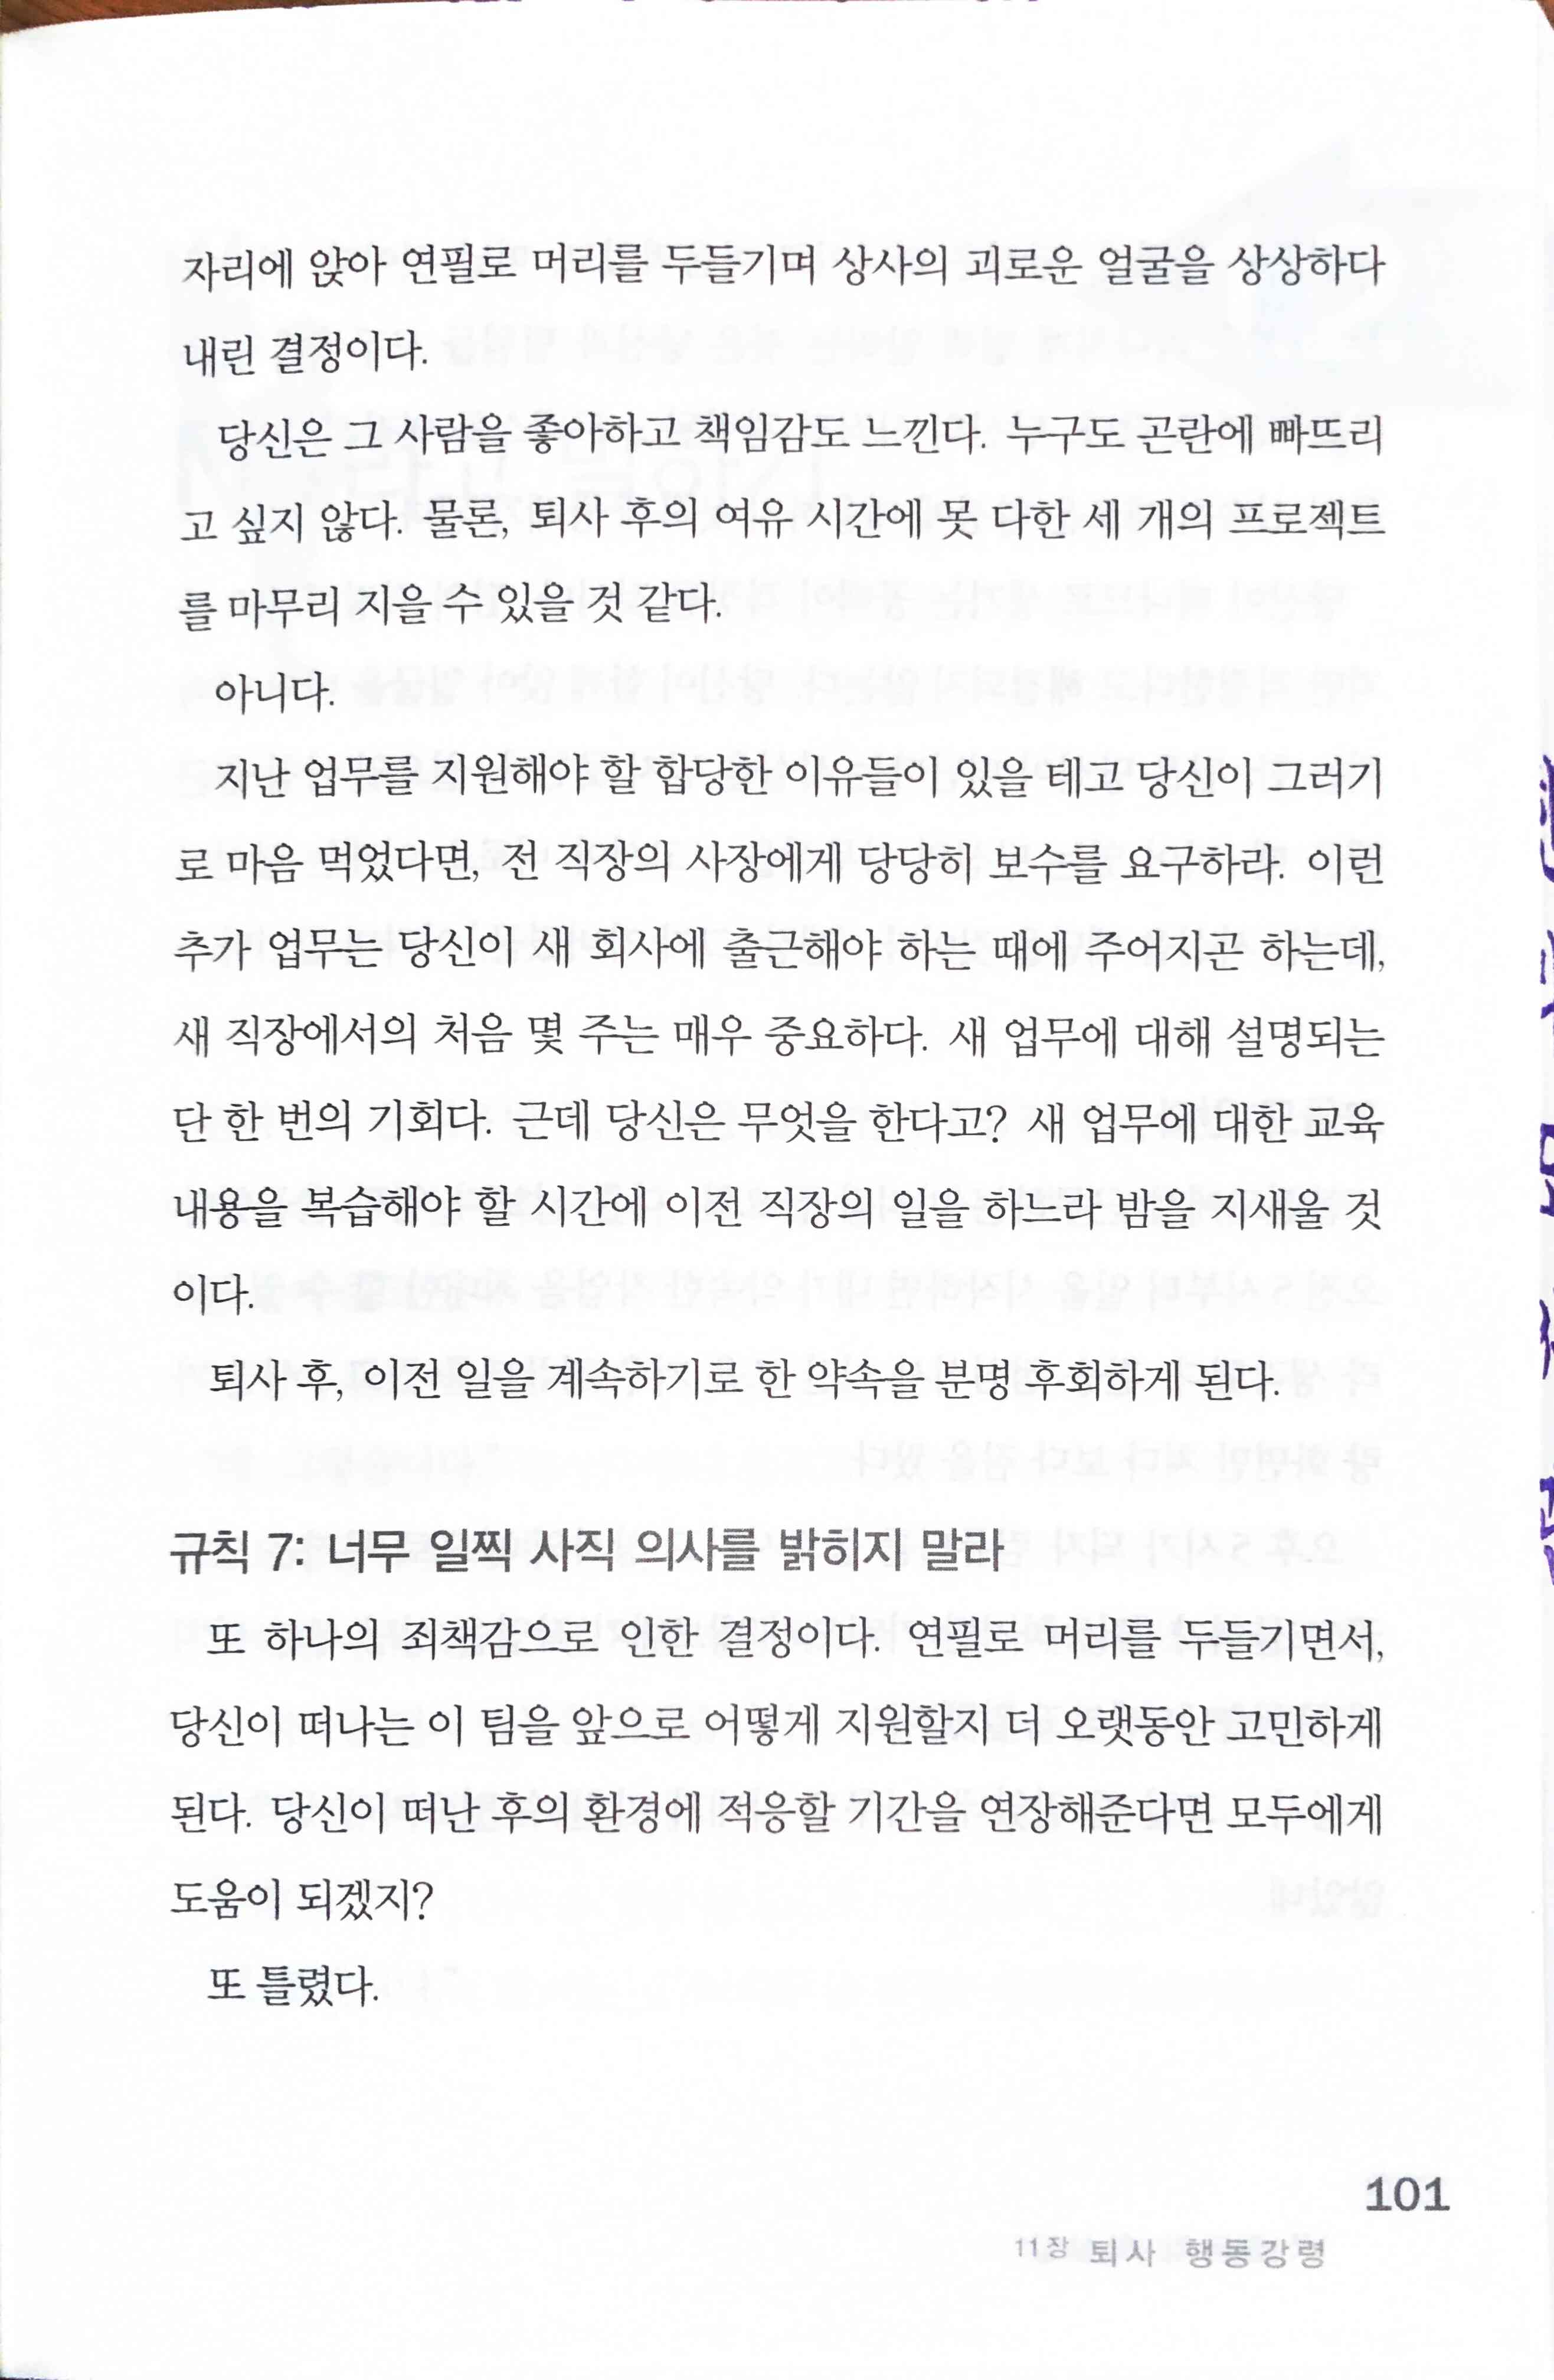 자리에 앉아 연필로 머리를 두들기며 상사의 괴로운 얼굴을 상상하다
내린 결정이다.
당신은 그 사람을 좋아하고 책임감도 느낀다. 누구도 곤란에 빠뜨리
고 싶지 않다. 물론, 퇴사 후의 여유 시간에 못 다한 세 개의 프로젝트
를 마무리 지을 수 있을 것 같다.
아니다.
지난 업무를 지원해야 할 합당한 이유들이 있을 테고 당신이 그러기
로 마음 먹었다면, 전 직장의 사장에게 당당히 보수를 요구하라. 이런
추가 업무는 당신이 새 회사에 출근해야 하는 때에 주어지곤 하는데,
새 직장에서의 처음 몇 주는 매우 중요하다. 새 업무에 대해 설명되는
단 한 번의 기회다. 근데 당신은 무엇을 한다고? 새 업무에 대한 교육
내용을 복습해야 할 시간에 이전 직장의 일을 하느라 밤을 지새울 것
이다.
퇴사 후, 이전 일을 계속하기로 한 약속을 분명 후회하게 된다.
규칙 7: 너무 일찍 사직 의사를 밝히지 말라
또 하나의 죄책감으로 인한 결정이다. 연필로 머리를 두들기면서,
당신이 떠나는 이 팀을 앞으로 어떻게 지원할지 더 오랫동안 고민하게
된다. 당신이 떠난 후의 환경에 적응할 기간을 연장해준다면 모두에게
도움이 되겠지?
또 틀렸다.
101
11장 퇴사 행동강령